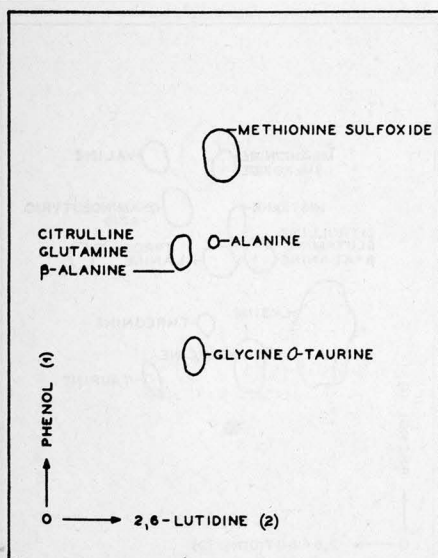 METHIONINE SULFOXIDE
CITRULLINE
GLUTAMINE
β-ALANINE
ALANINE
GLYCINE
TAURINE
PHENOL (1)
2,6-LUTIDINE (2)